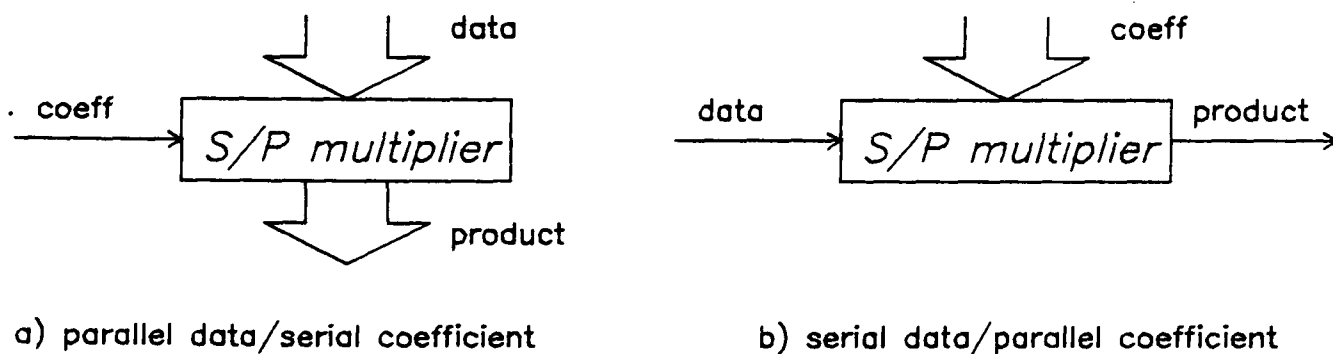 data
coeff
S/P multiplier
product
a) parallel data/serial coefficient
coeff
data
product
S/P multiplier
b) serial data/parallel coefficient